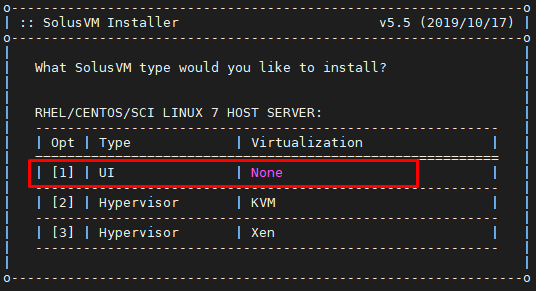 :: SolusVM Installer v5.5 (2019/10/17)
What SolusVM type would you like to install?
RHEL/CENTOS/SCI LINUX 7 HOST SERVER:
| Opt | Type | Virtualization |
| [1] | UI | None |
| [2] | Hypervisor | KVM |
| [3] | Hypervisor | Xen |